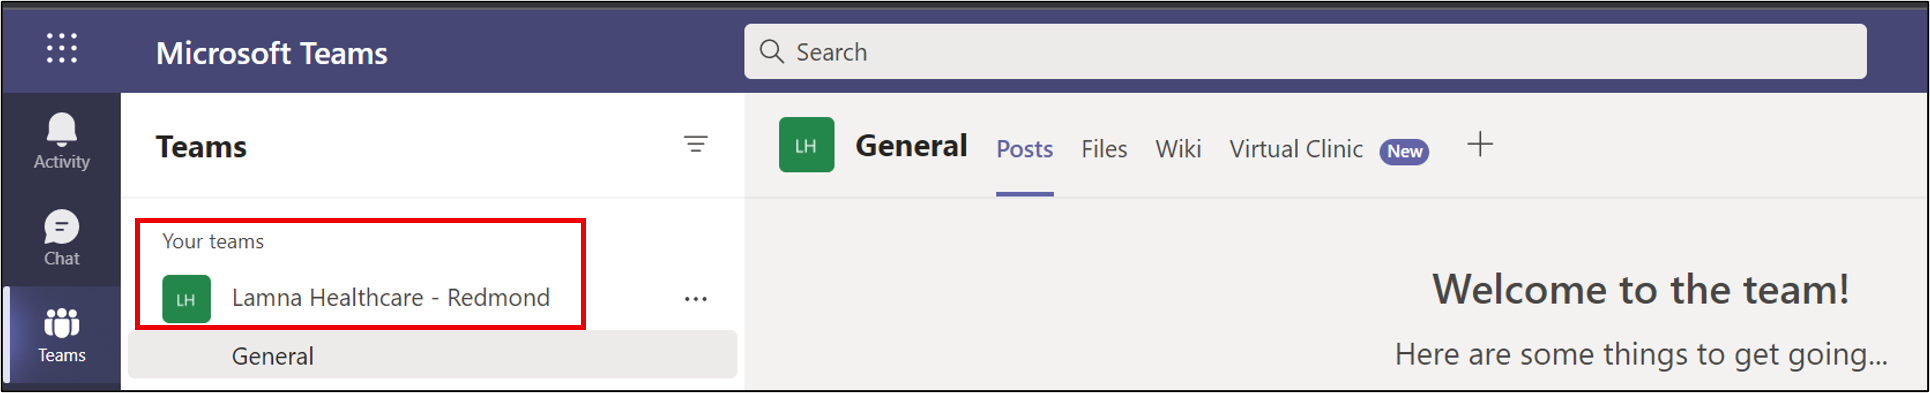 Microsoft Teams
Search
Activity
Chat
Teams
Teams
Your teams
LH Lamna Healthcare - Redmond ...
General
LH General Posts Files Wiki Virtual Clinic New +
Welcome to the team!
Here are some things to get going...